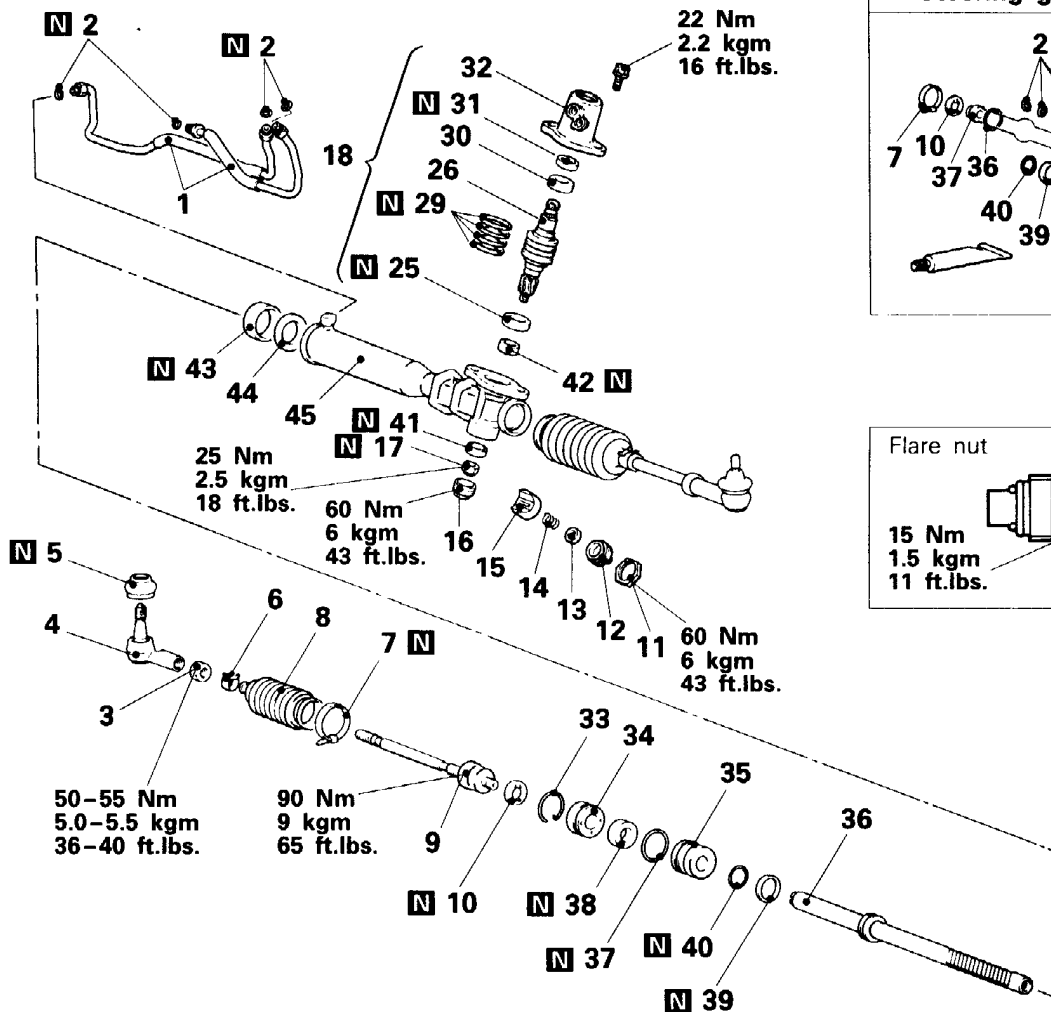 N 2
N 2
22 Nm
2.2 kgm
16 ft.lbs.
32
N 31
30
26
N 29
18
1
N 25
42 N
N 43
44
45
N 41
N 17
25 Nm
2.5 kgm
18 ft.lbs.
60 Nm
6 kgm
43 ft.lbs.
16
15
14
13
12
11
60 Nm
6 kgm
43 ft.lbs.
2
7
10
37
36
40
39
Flare nut
15 Nm
1.5 kgm
11 ft.lbs.
N 5
4
3
6
8
7 N
50–55 Nm
5.0–5.5 kgm
36–40 ft.lbs.
90 Nm
9 kgm
65 ft.lbs.
9
N 10
33
34
N 38
N 37
35
N 40
N 39
36